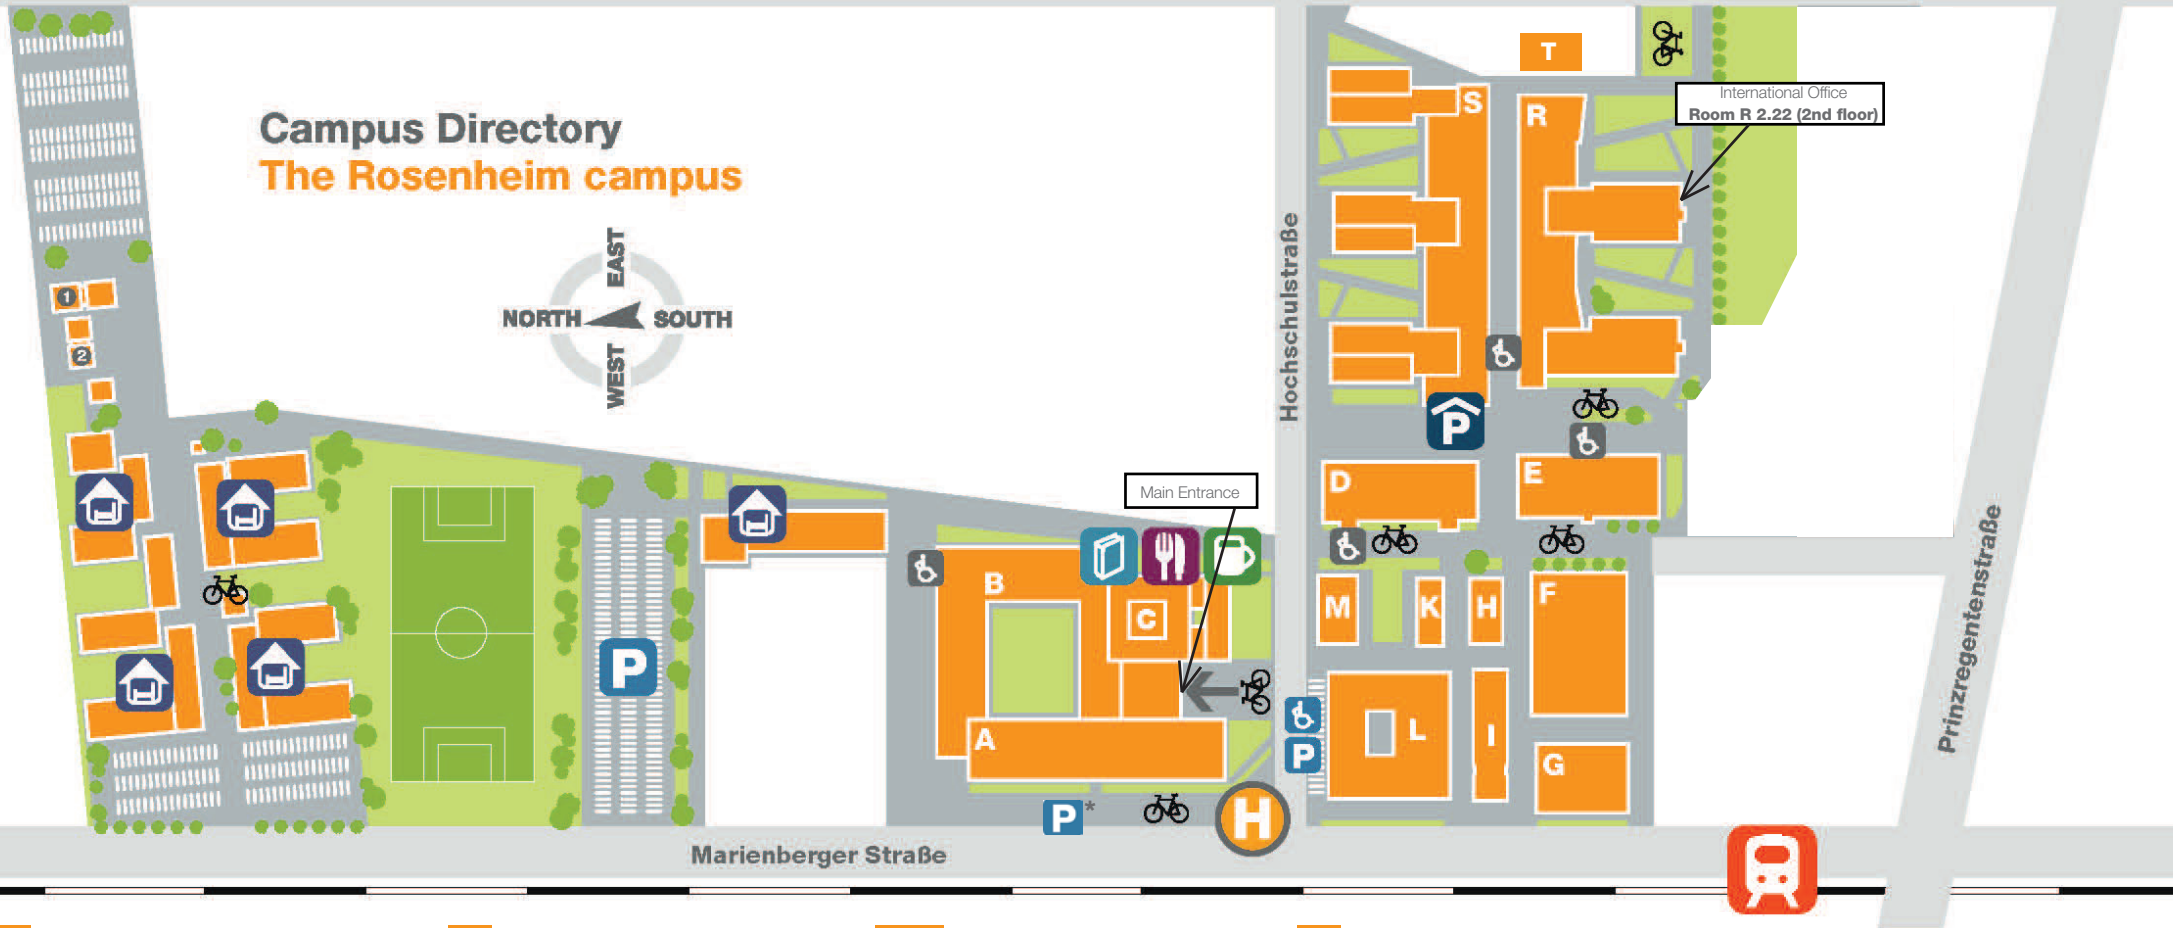 Campus Directory
The Rosenheim campus
EAST
NORTH
SOUTH
WEST
T
International Office
Room R 2.22 (2nd floor)
S
R
1
2
Hochschulstraße
P
Main Entrance
D
E
B
C
M
K
H
F
P
A
L
I
G
P
P*
H
Prinzregentenstraße
Marienberger Straße